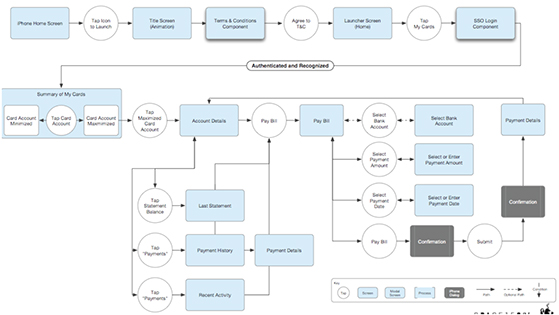 iPhone Home Screen
Tap Icon
to Launch
Title Screen
(Animation)
Terms & Conditions
Component
Agree to
T&C
Launcher Screen
(Home)
Tap
My Cards
SSO Login
Component
Authenticated and Recognized
Summary of My Cards
Card Account
Minimized
Tap Card
Account
Card Account
Maximized
Tap
Maximized
Card
Account
Account Details
Pay Bill
Pay Bill
Select
Bank
Account
Select Bank
Account
Payment Details
Select
Payment
Amount
Select or Enter
Payment Amount
Select
Payment
Date
Select or Enter
Payment Date
Confirmation
Tap
Statement
Balance
Last Statement
Tap
"Payments"
Payment History
Payment Details
Pay Bill
Confirmation
Submit
Tap
"Payments"
Recent Activity
Key
Tap
Screen
Modal
Screen
Process
Phone
Dialog
Path
Optional Path
Condition